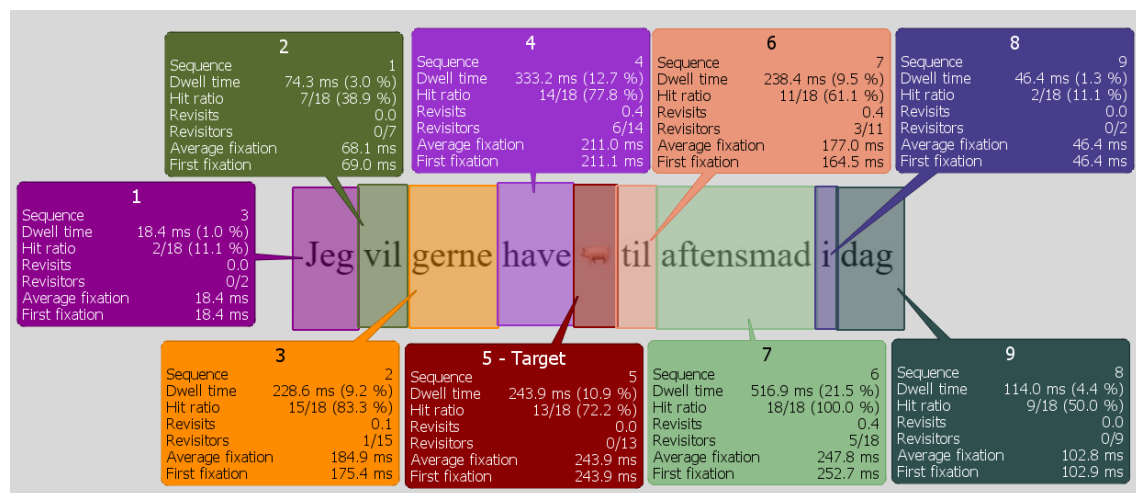 2
Sequence 1
Dwell time 74.3 ms (3.0 %)
Hit ratio 7/18 (38.9 %)
Revisits 0.0
Revisitors 0/7
Average fixation 68.1 ms
First fixation 69.0 ms
4
Sequence 4
Dwell time 333.2 ms (12.7 %)
Hit ratio 14/18 (77.8 %)
Revisits 0.4
Revisitors 6/14
Average fixation 211.0 ms
First fixation 211.1 ms
6
Sequence 7
Dwell time 238.4 ms (9.5 %)
Hit ratio 11/18 (61.1 %)
Revisits 0.4
Revisitors 3/11
Average fixation 177.0 ms
First fixation 164.5 ms
8
Sequence 9
Dwell time 46.4 ms (1.3 %)
Hit ratio 2/18 (11.1 %)
Revisits 0.0
Revisitors 0/2
Average fixation 46.4 ms
First fixation 46.4 ms
1
Sequence 3
Dwell time 18.4 ms (1.0 %)
Hit ratio 2/18 (11.1 %)
Revisits 0.0
Revisitors 0/2
Average fixation 18.4 ms
First fixation 18.4 ms
Jeg vil gerne have til aftensmad i dag
3
Sequence 2
Dwell time 228.6 ms (9.2 %)
Hit ratio 15/18 (83.3 %)
Revisits 0.1
Revisitors 1/15
Average fixation 184.9 ms
First fixation 175.4 ms
5 - Target
Sequence 5
Dwell time 243.9 ms (10.9 %)
Hit ratio 13/18 (72.2 %)
Revisits 0.0
Revisitors 0/13
Average fixation 243.9 ms
First fixation 243.9 ms
7
Sequence 6
Dwell time 516.9 ms (21.5 %)
Hit ratio 18/18 (100.0 %)
Revisits 0.4
Revisitors 5/18
Average fixation 247.8 ms
First fixation 252.7 ms
9
Sequence 8
Dwell time 114.0 ms (4.4 %)
Hit ratio 9/18 (50.0 %)
Revisits 0.0
Revisitors 0/9
Average fixation 102.8 ms
First fixation 102.9 ms